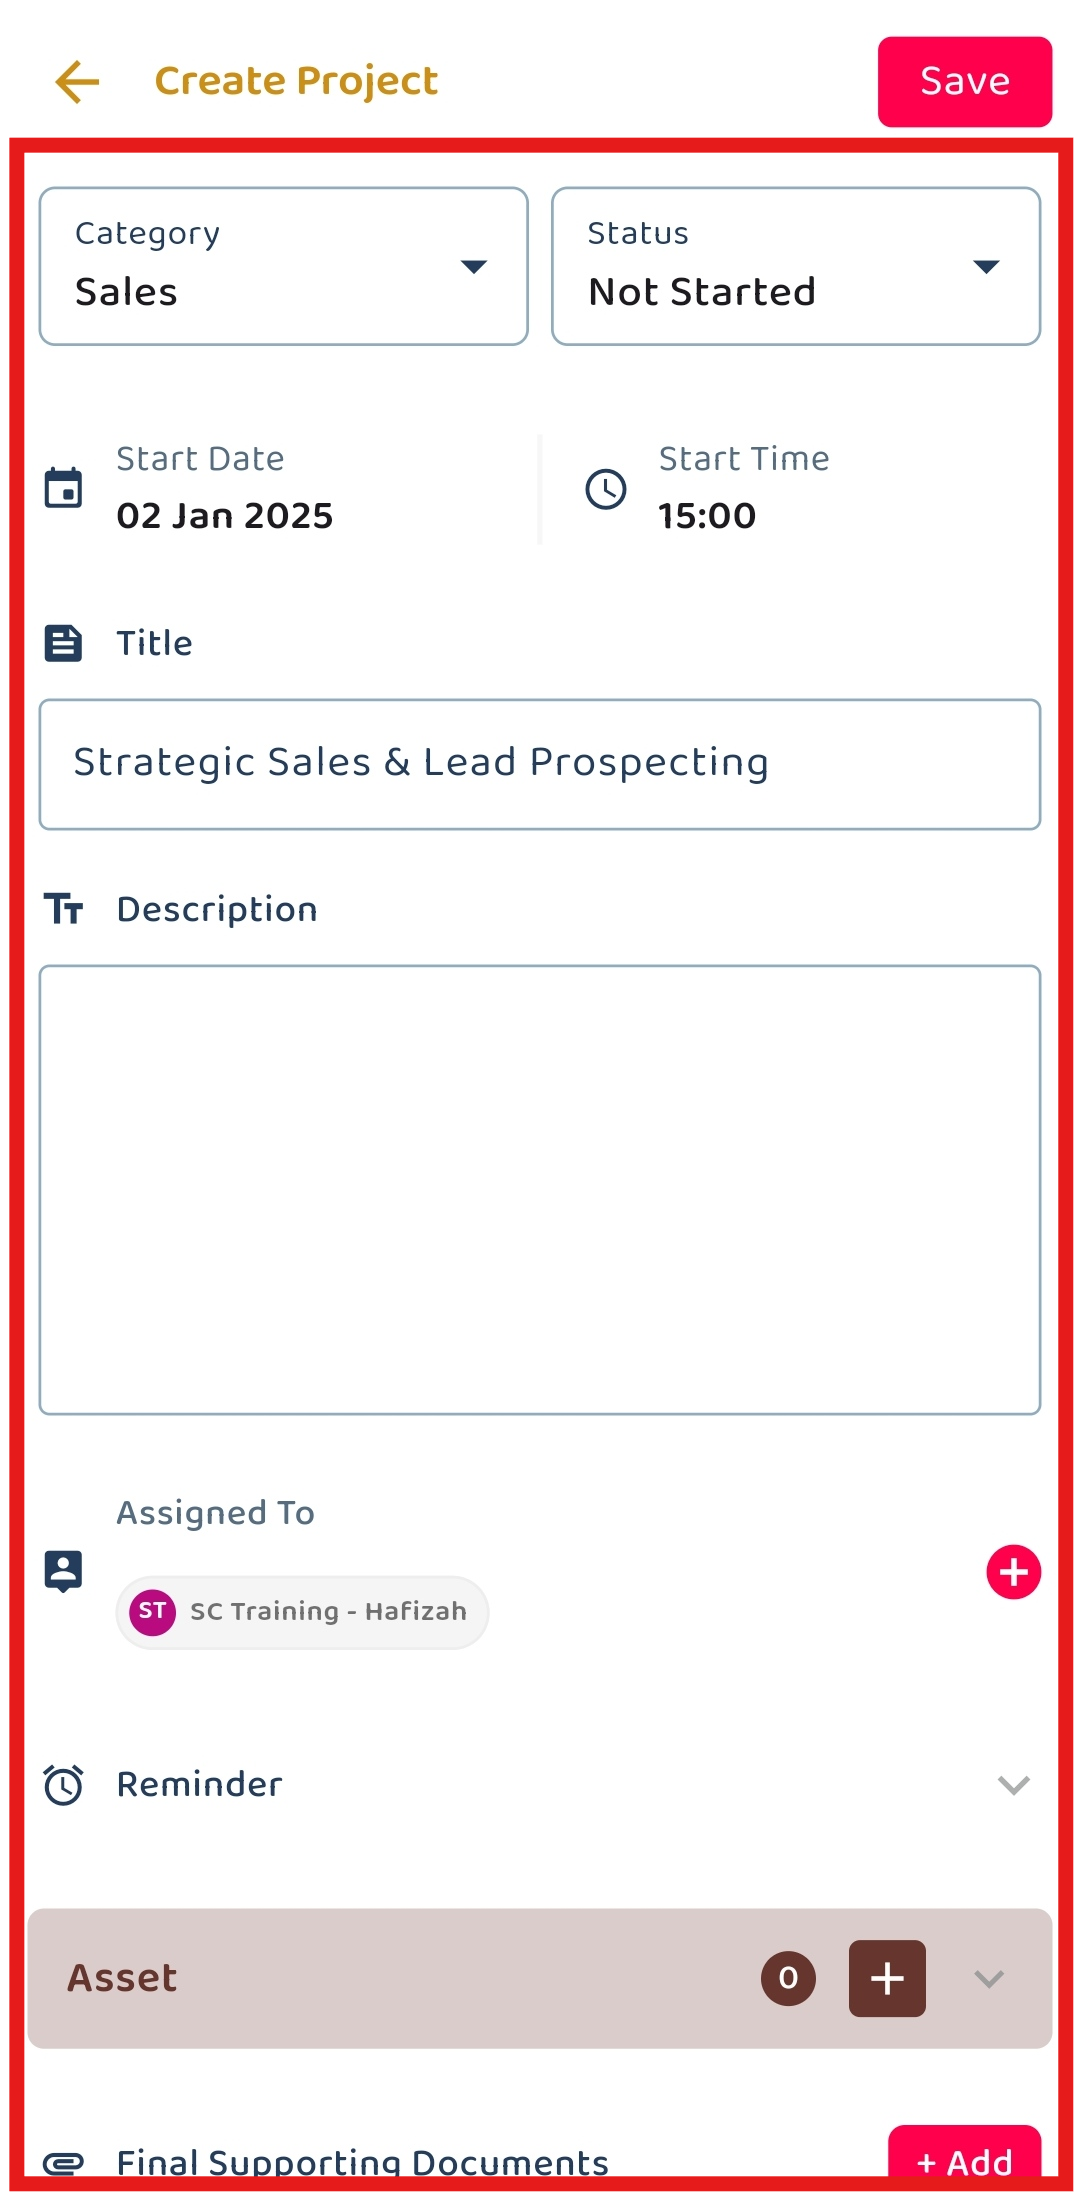 Create Project
Save
Category
Sales
Status
Not Started
Start Date
02 Jan 2025
Start Time
15:00
Title
Strategic Sales & Lead Prospecting
Description
Assigned To
ST SC Training - Hafizah
Reminder
Asset
0
+
Final Supporting Documents
+ Add